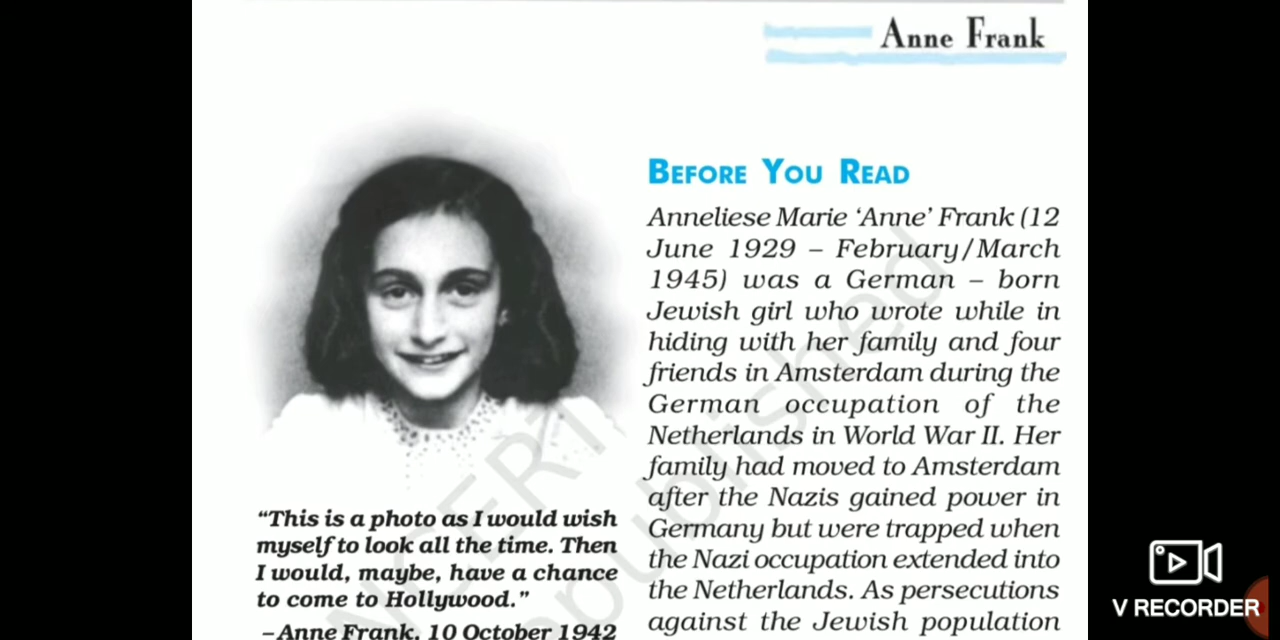 Anne Frank
BEFORE YOU READ
Anneliese Marie ‘Anne’ Frank (12
June 1929 – February/March
1945) was a German – born
Jewish girl who wrote while in
hiding with her family and four
friends in Amsterdam during the
German occupation of the
Netherlands in World War II. Her
family had moved to Amsterdam
after the Nazis gained power in
Germany but were trapped when
the Nazi occupation extended into
the Netherlands. As persecutions
against the Jewish population
“This is a photo as I would wish
myself to look all the time. Then
I would, maybe, have a chance
to come to Hollywood.”
–Anne Frank, 10 October 1942
NCERT
republished
V RECORDER